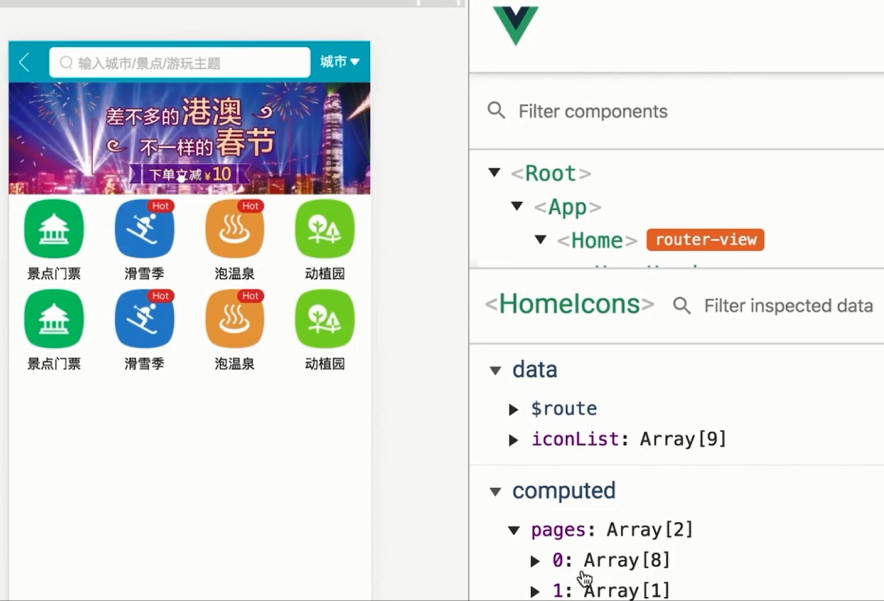 输入城市/景点/游玩主题
城市
差不多的港澳
不一样的春节
下单立减¥10
Hot
Hot
景点门票
滑雪季
泡温泉
动植园
Hot
Hot
景点门票
滑雪季
泡温泉
动植园
Filter components
<Root>
<App>
<Home> router-view
<HomeIcons> Filter inspected data
data
$route
iconList: Array[9]
computed
pages: Array[2]
0: Array[8]
1: Array[1]